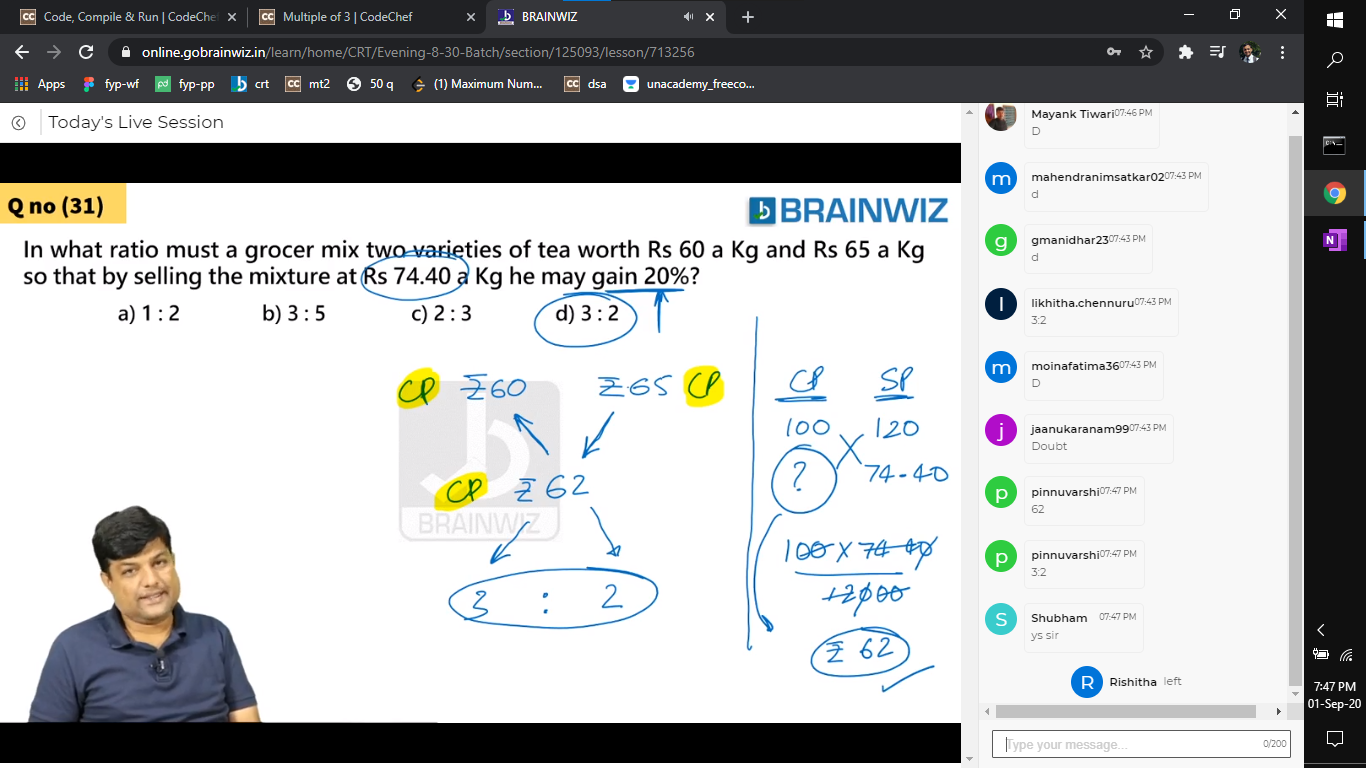 Code, Compile & Run | CodeChe
Multiple of 3 | CodeChef
BRAINWIZ
online.gobrainwiz.in/learn/home/CRT/Evening-8-30-Batch/section/125093/lesson/713256
Apps fyp-wf fyp-pp crt mt2 50 q (1) Maximum Num... dsa unacademy_freeco...
Today's Live Session
Q no (31)
BRAINWIZ
In what ratio must a grocer mix two varieties of tea worth Rs 60 a Kg and Rs 65 a Kg
so that by selling the mixture at Rs 74.40 a Kg he may gain 20%?
a) 1 : 2 b) 3 : 5 c) 2 : 3 d) 3 : 2
CP ₹60 ₹65 CP
CP ₹62
BRAINWIZ
3 : 2
CP SP
100 120
? 74-40
100 x 74-40
12000
₹ 62
Mayank Tiwari 07:46 PM
D
m
mahendranimsatkar02 07:43 PM
d
g
gmanidhar23 07:43 PM
d
l
likhitha.chennuru 07:43 PM
3:2
m
moinafatima36 07:43 PM
D
j
jaanukaranam99 07:43 PM
Doubt
p
pinnuvarshi 07:47 PM
62
p
pinnuvarshi 07:47 PM
3:2
S
Shubham 07:47 PM
ys sir
R Rishitha left
Type your message... 0/200
7:47 PM
01-Sep-20